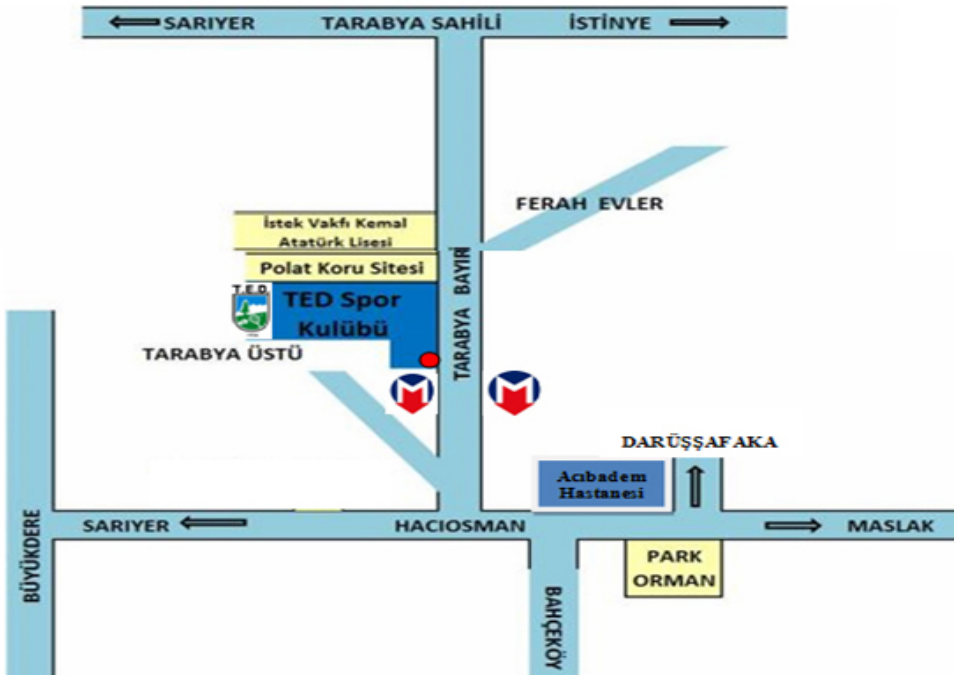 SARIYER TARABYA SAHİLİ İSTİNYE
FERAH EVLER
İstek Vakfı Kemal
Atatürk Lisesi
Polat Koru Sitesi
TARABYA BAYIR
T.E.D
TED Spor
Kulübü
TARABYA ÜSTÜ
M
M
DARÜŞŞAFAKA
Acıbadem
Hastanesi
SARIYER HACIOSMAN MASLAK
BÜYÜKDERE
PARK
ORMAN
BAHÇEKÖY